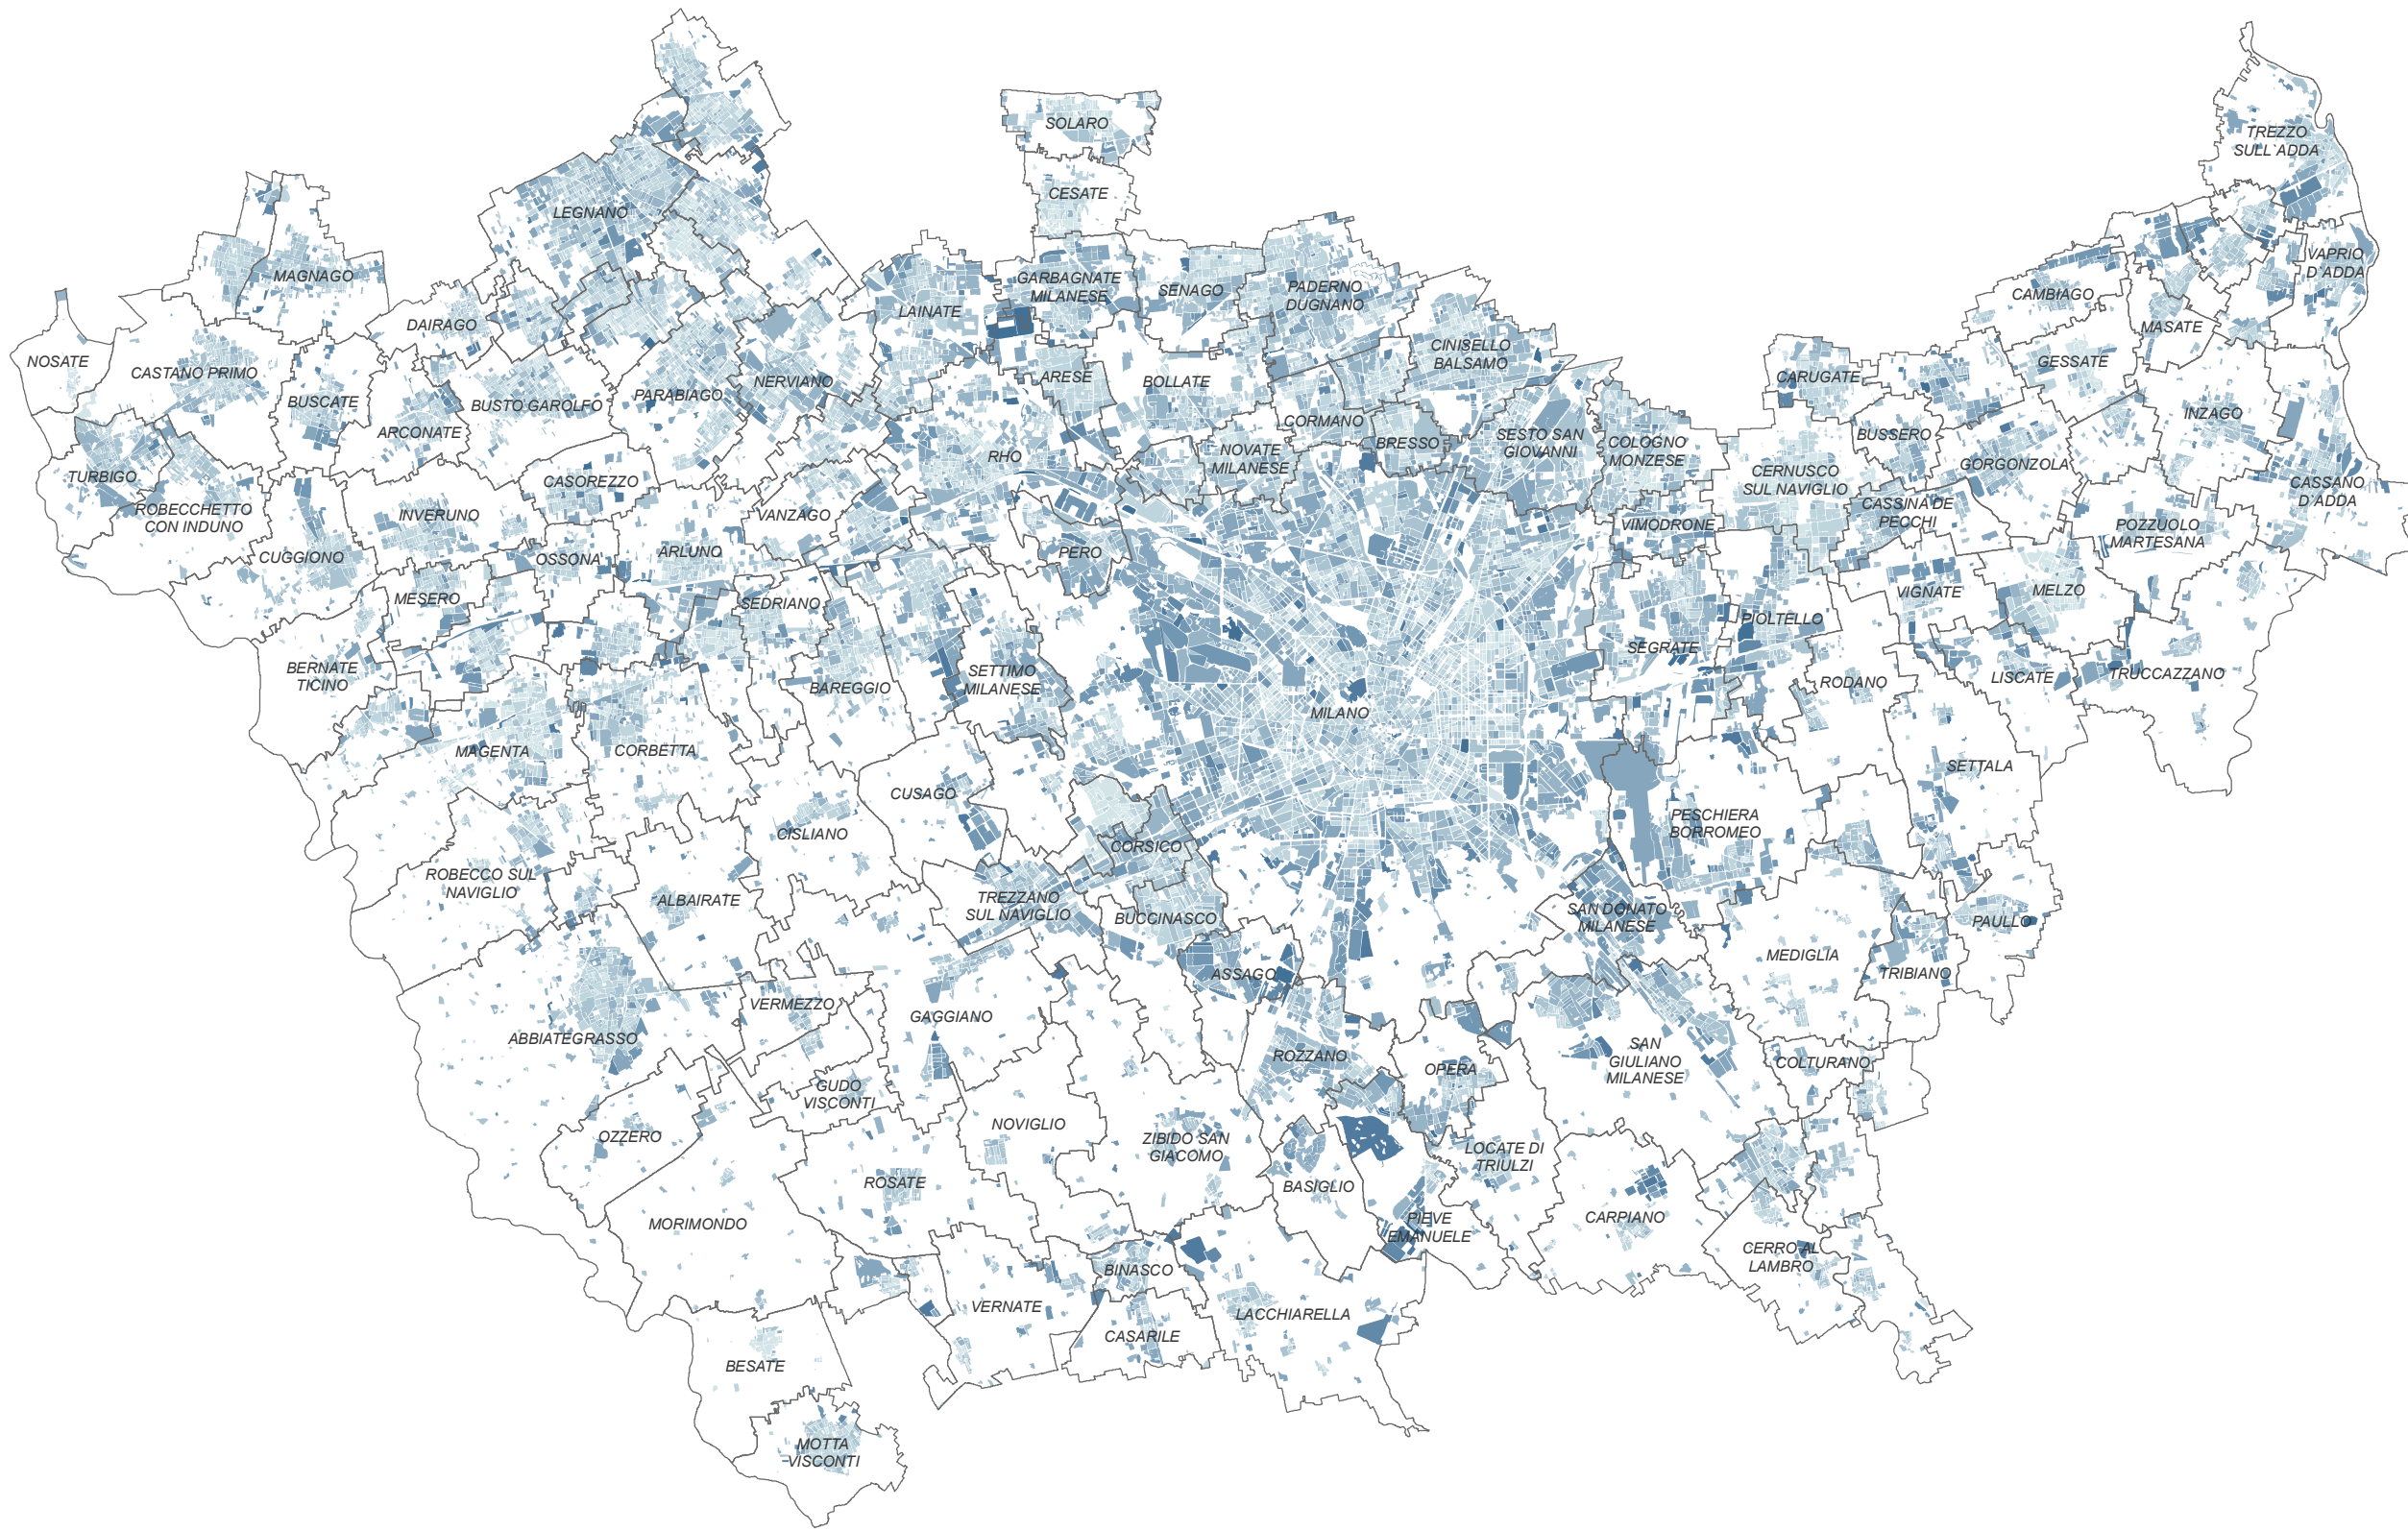 SOLARO
TREZZO
SULL`ADDA
CESATE
LEGNANO
MAGNAGO
GARBAGNATE
MILANESE
SENAGO
PADERNO
DUGNANO
VAPRIO
D`ADDA
CAMBIAGO
LAINATE
DAIRAGO
MASATE
CINISELLO
BALSAMO
NOSATE
CASTANO PRIMO
GESSATE
ARESE
BOLLATE
CARUGATE
NERVIANO
PARABIAGO
BUSCATE
BUSTO GAROLFO
INZAGO
CORMANO
ARCONATE
BUSSERO
BRESSO
SESTO SAN
GIOVANNI
COLOGNO
MONZESE
NOVATE
MILANESE
RHO
GORGONZOLA
TURBIGO
CASOREZZO
CERNUSCO
SUL NAVIGLIO
CASSANO
D`ADDA
ROBECCHETTO
CON INDUNO
INVERUNO
VANZAGO
CASSINA DE
PECCHI
VIMODRONE
POZZUOLO
MARTESANA
CUGGIONO
OSSONA
ARLUNO
PERO
MESERO
SEDRIANO
VIGNATE
MELZO
PIOLTELLO
SEGRATE
BERNATE
TICINO
SETTIMO
MILANESE
BAREGGIO
RODANO
LISCATE
TRUCCAZZANO
MILANO
MAGENTA
CORBETTA
SETTALA
CUSAGO
CISLIANO
PESCHIERA
BORROMEO
CORSICO
ROBECCO SUL
NAVIGLIO
ALBAIRATE
TREZZANO
SUL NAVIGLIO
BUCCINASCO
SAN DONATO
MILANESE
PAULLO
MEDIGLIA
ASSAGO
TRIBIANO
VERMEZZO
GAGGIANO
ABBIATEGRASSO
ROZZANO
SAN
GIULIANO
MILANESE
OPERA
COLTURANO
GUDO
VISCONTI
NOVIGLIO
OZZERO
ZIBIDO SAN
GIACOMO
LOCATE DI
TRIULZI
ROSATE
BASIGLIO
MORIMONDO
PIEVE
EMANUELE
CARPIANO
CERRO AL
LAMBRO
BINASCO
VERNATE
LACCHIARELLA
CASARILE
BESATE
MOTTA
VISCONTI